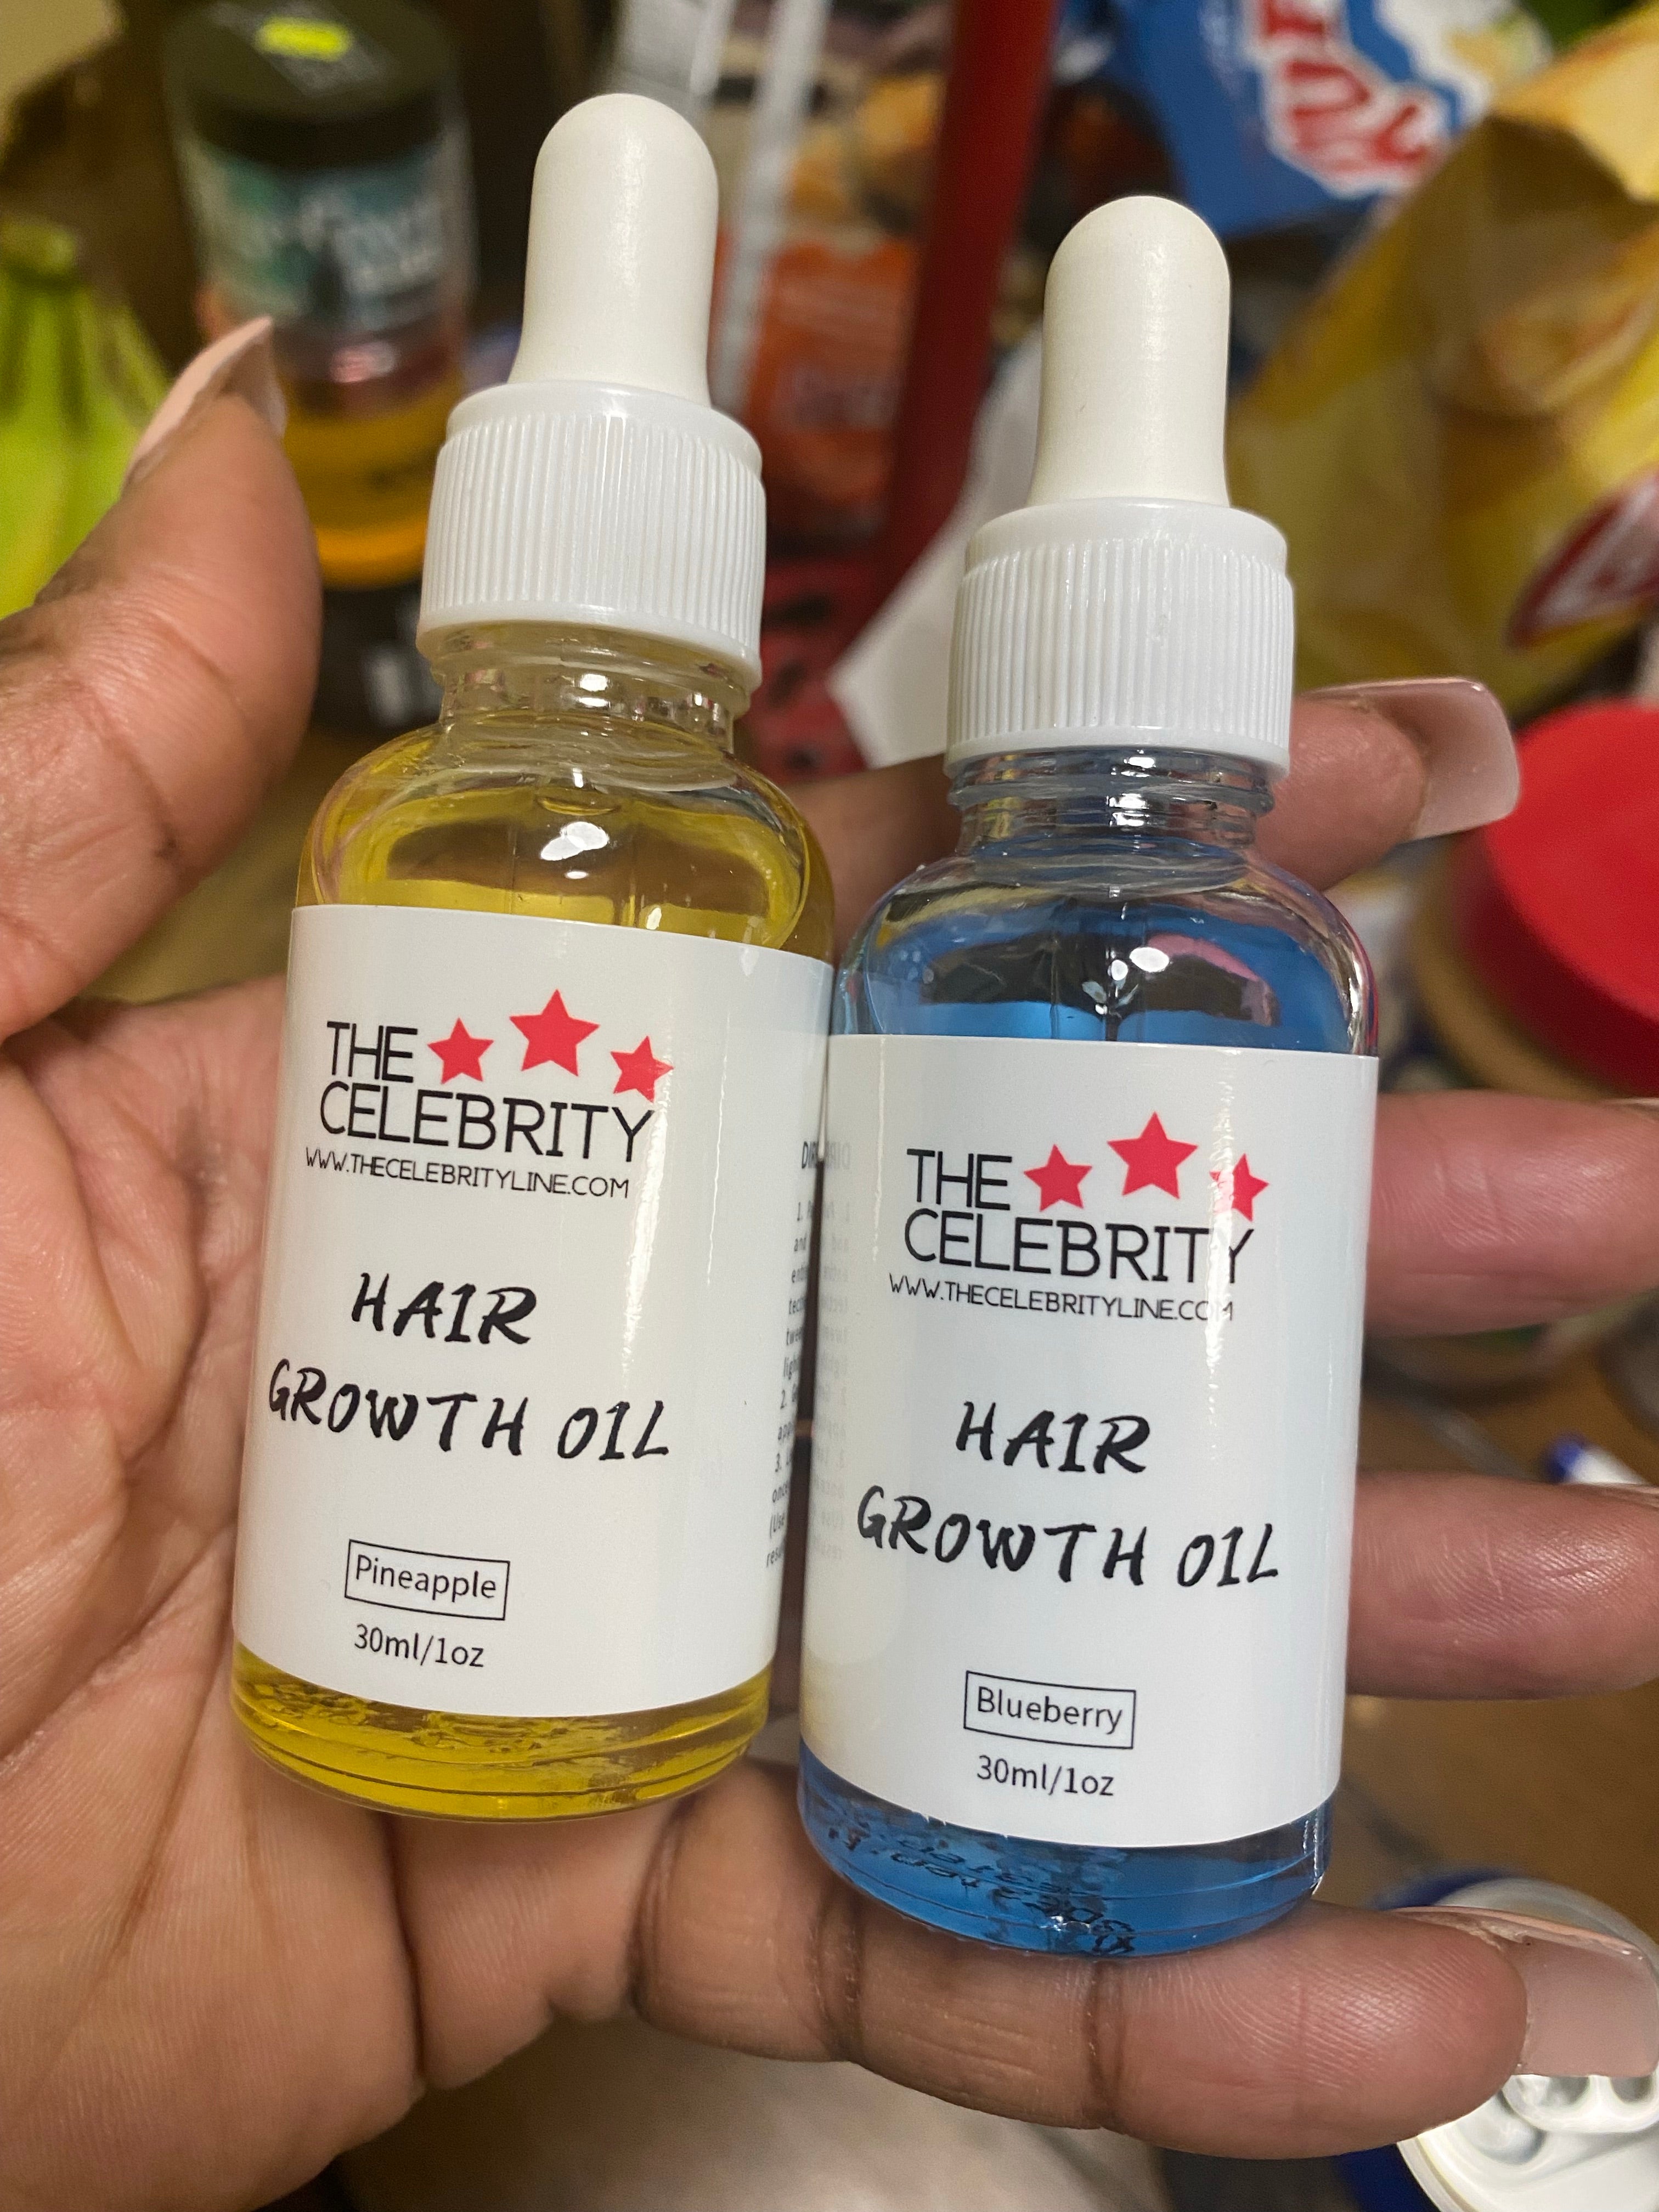 THE
CELEBRITY
WWW.THECELEBRITYLINE.COM
HAIR
GROWTH OIL
Pineapple
30ml/1oz
THE
CELEBRITY
WWW.THECELEBRITYLINE.COM
HAIR
GROWTH OIL
Blueberry
30ml/1oz